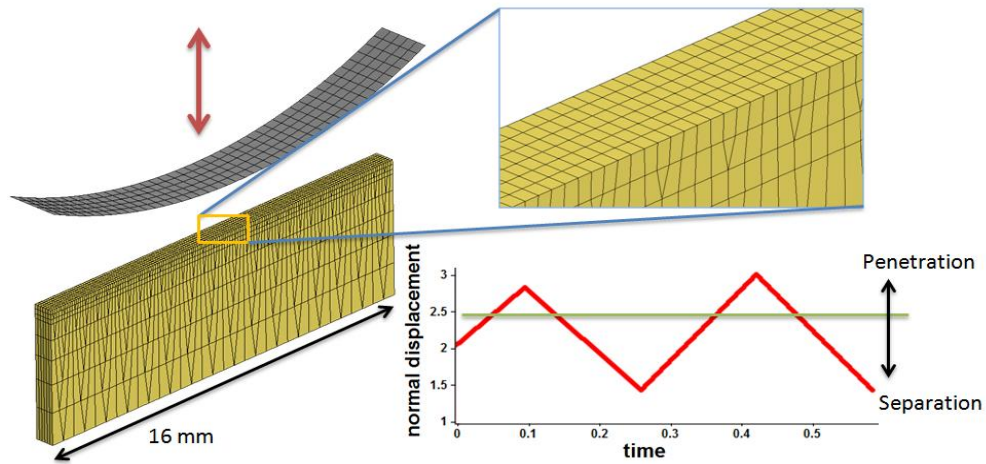 16 mm
normal displacement
3
2.5
2
1.5
1
0
0.1
0.2
0.3
0.4
0.5
time
Penetration
Separation